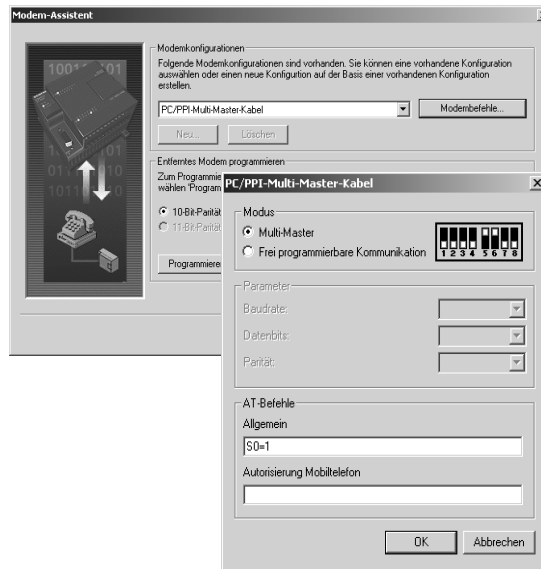 Modem-Assistent
Modemkonfigurationen
Folgende Modemkonfigurationen sind vorhanden. Sie können eine vorhandene Konfiguration
auswählen oder einen neue Konfigurtion auf der Basis einer vorhandenen Konfiguration
erstellen.
PC/PPI-Multi-Master-Kabel
Modembefehle...
Neu...
Löschen
Entferntes Modem programmieren
Zum Programmie
wählen 'Program
10-Bit-Parität
11-Bit-Parität
Programmiere
PC/PPI-Multi-Master-Kabel
Modus
Multi-Master
Frei programmierbare Kommunikation
1 2 3 4 5 6 7 8
Parameter
Baudrate:
Datenbits:
Parität:
AT-Befehle
Allgemein
S0=1
Autorisierung Mobiltelefon
OK
Abbrechen